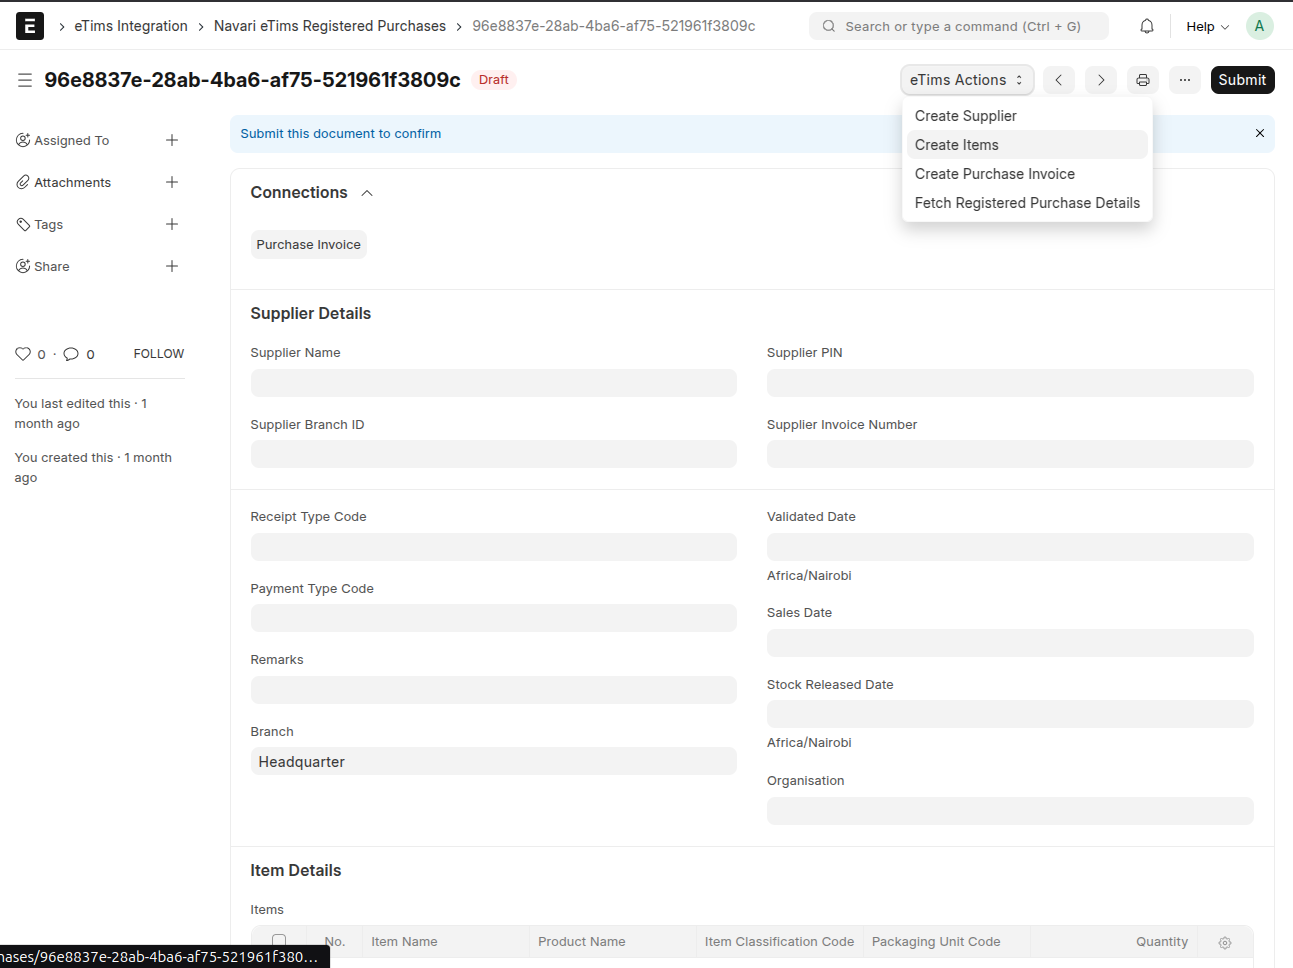 E
eTims Integration
Navari eTims Registered Purchases
96e8837e-28ab-4ba6-af75-521961f3809c
Search or type a command (Ctrl + G)
Help
A
96e8837e-28ab-4ba6-af75-521961f3809c
Draft
eTims Actions
Submit
Create Supplier
Create Items
Create Purchase Invoice
Fetch Registered Purchase Details
Assigned To
Attachments
Tags
Share
0 · 0 FOLLOW
You last edited this · 1
month ago
You created this · 1 month
ago
Submit this document to confirm
Connections
Purchase Invoice
Supplier Details
Supplier Name
Supplier PIN
Supplier Branch ID
Supplier Invoice Number
Receipt Type Code
Validated Date
Africa/Nairobi
Payment Type Code
Sales Date
Remarks
Stock Released Date
Africa/Nairobi
Branch
Headquarter
Organisation
Item Details
Items
No. Item Name Product Name Item Classification Code Packaging Unit Code Quantity
hases/96e8837e-28ab-4ba6-af75-521961f380...